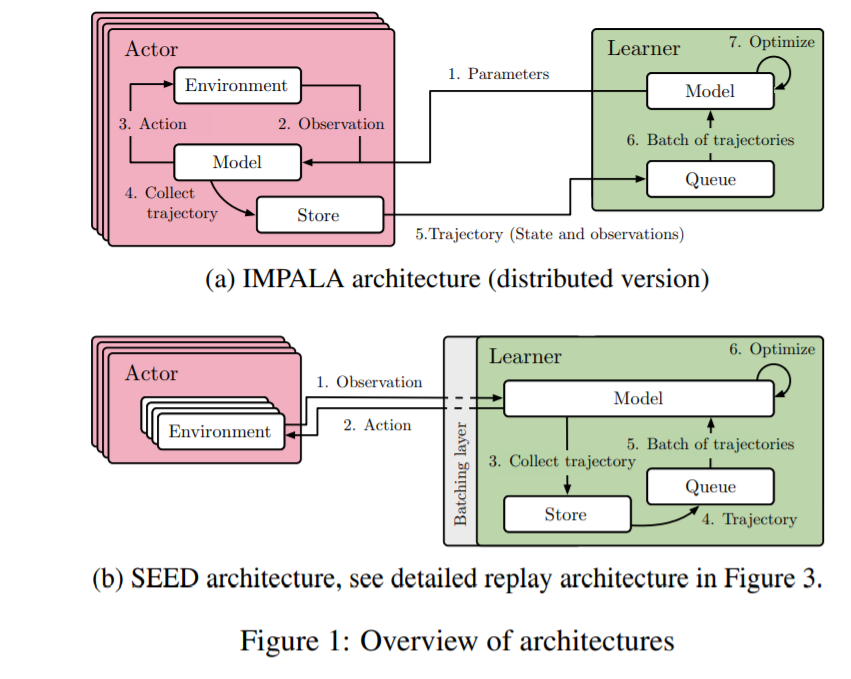 Actor
Environment
3. Action
2. Observation
Model
4. Collect
trajectory
Store
1. Parameters
5.Trajectory (State and observations)
Learner
7. Optimize
Model
6. Batch of trajectories
Queue
(a) IMPALA architecture (distributed version)
Actor
Environment
1. Observation
2. Action
Batching layer
Learner
6. Optimize
Model
5. Batch of trajectories
3. Collect trajectory
Queue
Store
4. Trajectory
(b) SEED architecture, see detailed replay architecture in Figure 3.
Figure 1: Overview of architectures